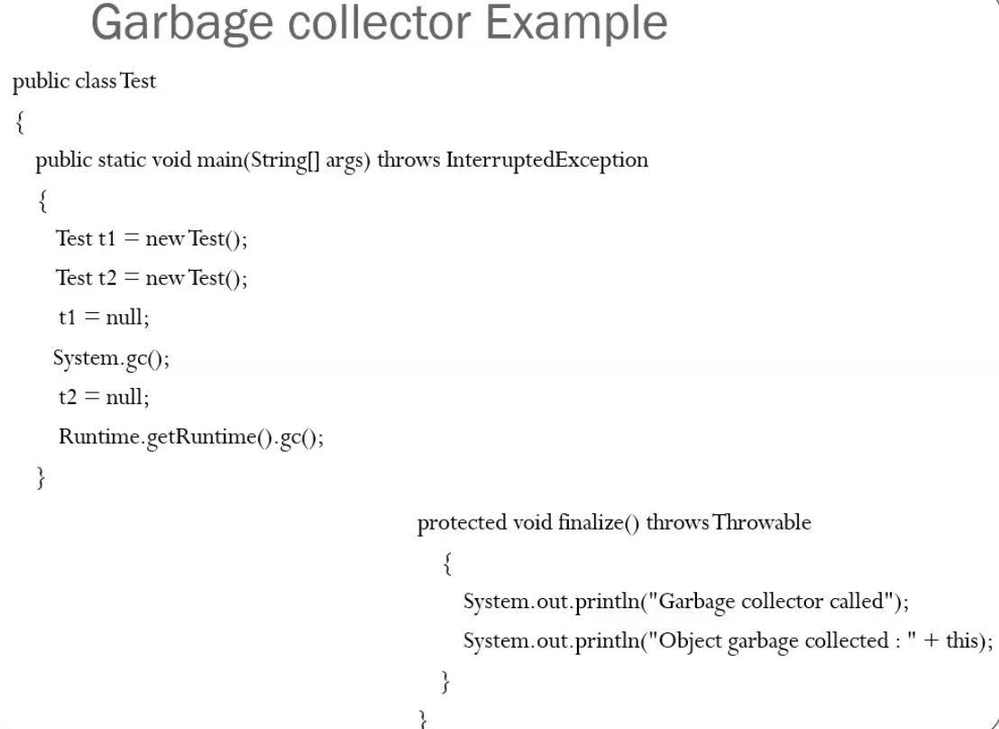 Garbage collector Example
public class Test
{
public static void main(String[] args) throws InterruptedException
{
Test t1 = new Test();
Test t2 = new Test();
t1 = null;
System.gc();
t2 = null;
Runtime.getRuntime().gc();
}
protected void finalize() throws Throwable
{
System.out.println("Garbage collector called");
System.out.println("Object garbage collected : " + this);
}
}